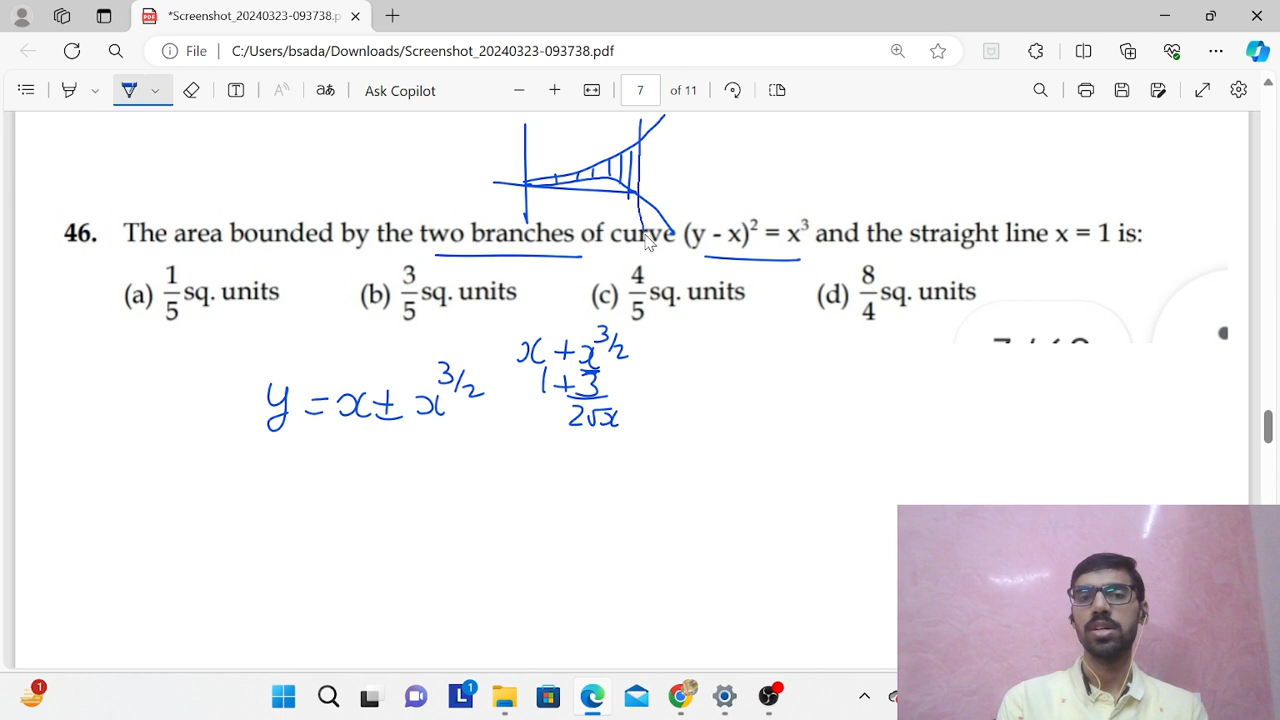 *Screenshot_20240323-093738.p
File C:/Users/bsada/Downloads/Screenshot_20240323-093738.pdf
Ask Copilot 7 of 11
46. The area bounded by the two branches of curve (y - x)² = x³ and the straight line x = 1 is:
(a) 1/5 sq. units (b) 3/5 sq. units (c) 4/5 sq. units (d) 8/4 sq. units
x + x^3/2
1 + 3/2√x
y = x ± x^3/2
1
1